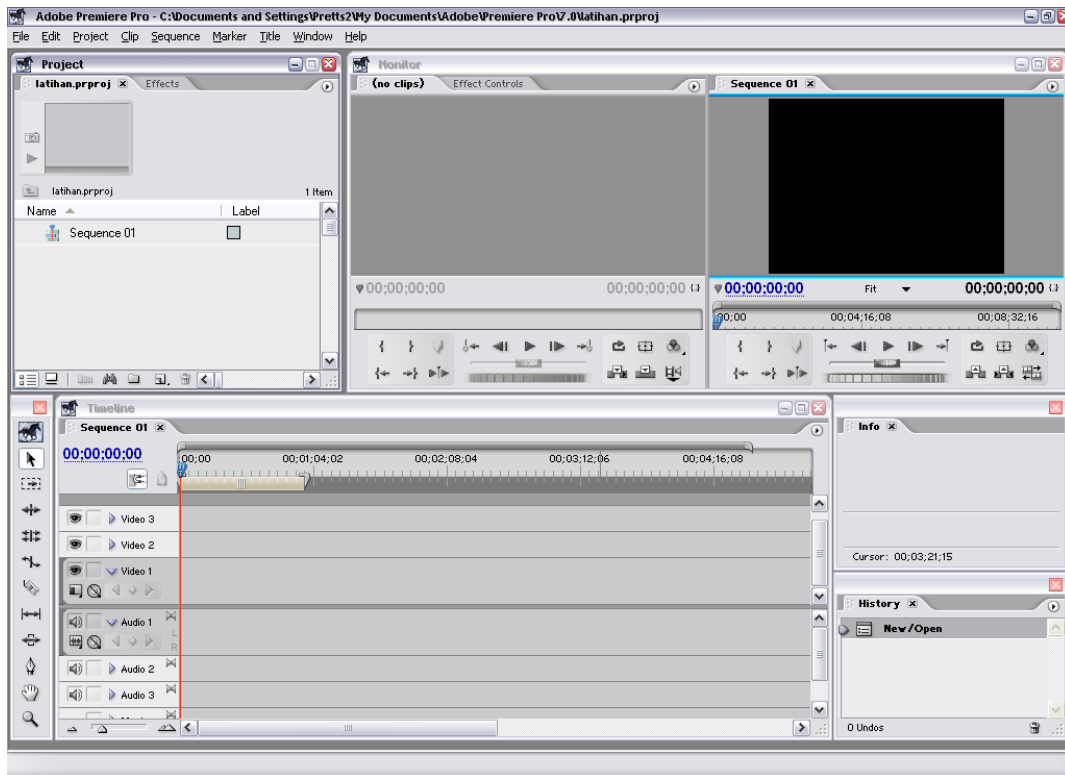 Adobe Premiere Pro - C:\Documents and Settings\Pretts2\My Documents\Adobe\Premiere Pro\7.0\latihan.prproj
File Edit Project Clip Sequence Marker Title Window Help
Project
latihan.prproj Effects
latihan.prproj 1 Item
Name Label
Sequence 01
Monitor
(no clips) Effect Controls
00;00;00;00 00;00;00;00
Sequence 01
00;00;00;00 Fit 00;00;00;00
00;00 00;04;16;08 00;08;32;16
Timeline
Sequence 01
00;00;00;00
;00;00 00;01;04;02 00;02;08;04 00;03;12;06 00;04;16;08
Video 3
Video 2
Video 1
Audio 1
L
R
Audio 2
Audio 3
Info
Cursor: 00;03;21;15
History
New/Open
0 Undos